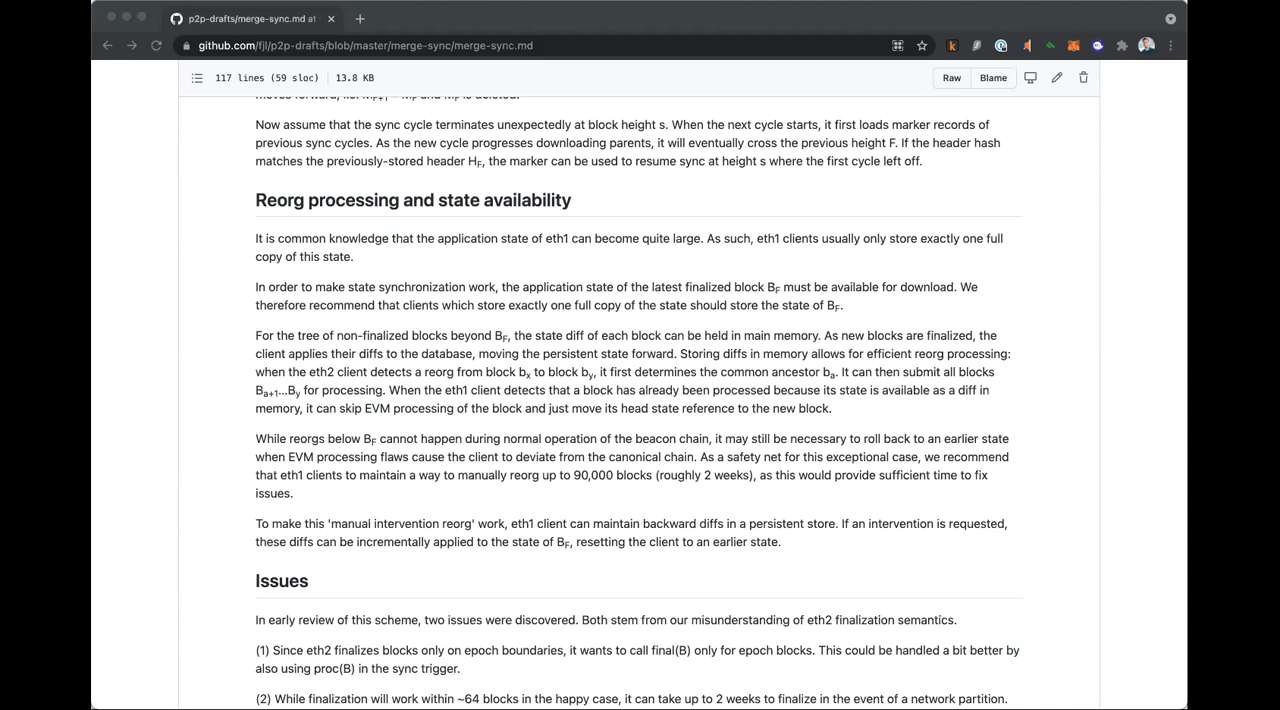 p2p-drafts/merge-sync.md at
github.com/fjl/p2p-drafts/blob/master/merge-sync/merge-sync.md
117 lines (59 sloc) 13.8 KB
Raw Blame
Now assume that the sync cycle terminates unexpectedly at block height s. When the next cycle starts, it first loads marker records of
previous sync cycles. As the new cycle progresses downloading parents, it will eventually cross the previous height F. If the header hash
matches the previously-stored header HF, the marker can be used to resume sync at height s where the first cycle left off.
Reorg processing and state availability
It is common knowledge that the application state of eth1 can become quite large. As such, eth1 clients usually only store exactly one full
copy of this state.
In order to make state synchronization work, the application state of the latest finalized block BF must be available for download. We
therefore recommend that clients which store exactly one full copy of the state should store the state of BF.
For the tree of non-finalized blocks beyond BF, the state diff of each block can be held in main memory. As new blocks are finalized, the
client applies their diffs to the database, moving the persistent state forward. Storing diffs in memory allows for efficient reorg processing:
when the eth2 client detects a reorg from block bx to block by, it first determines the common ancestor ba. It can then submit all blocks
Ba+1...By for processing. When the eth1 client detects that a block has already been processed because its state is available as a diff in
memory, it can skip EVM processing of the block and just move its head state reference to the new block.
While reorgs below BF cannot happen during normal operation of the beacon chain, it may still be necessary to roll back to an earlier state
when EVM processing flaws cause the client to deviate from the canonical chain. As a safety net for this exceptional case, we recommend
that eth1 clients to maintain a way to manually reorg up to 90,000 blocks (roughly 2 weeks), as this would provide sufficient time to fix
issues.
To make this 'manual intervention reorg' work, eth1 client can maintain backward diffs in a persistent store. If an intervention is requested,
these diffs can be incrementally applied to the state of BF, resetting the client to an earlier state.
Issues
In early review of this scheme, two issues were discovered. Both stem from our misunderstanding of eth2 finalization semantics.
(1) Since eth2 finalizes blocks only on epoch boundaries, it wants to call final(B) only for epoch blocks. This could be handled a bit better by
also using proc(B) in the sync trigger.
(2) While finalization will work within ~64 blocks in the happy case, it can take up to 2 weeks to finalize in the event of a network partition.